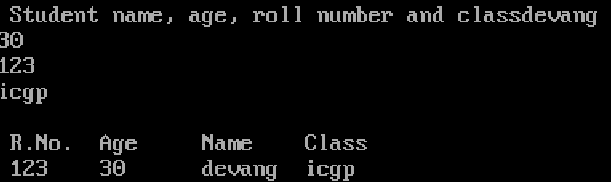 Student name, age, roll number and classdevang
30
123
icgp
R.No. Age Name Class
123 30 devang icgp